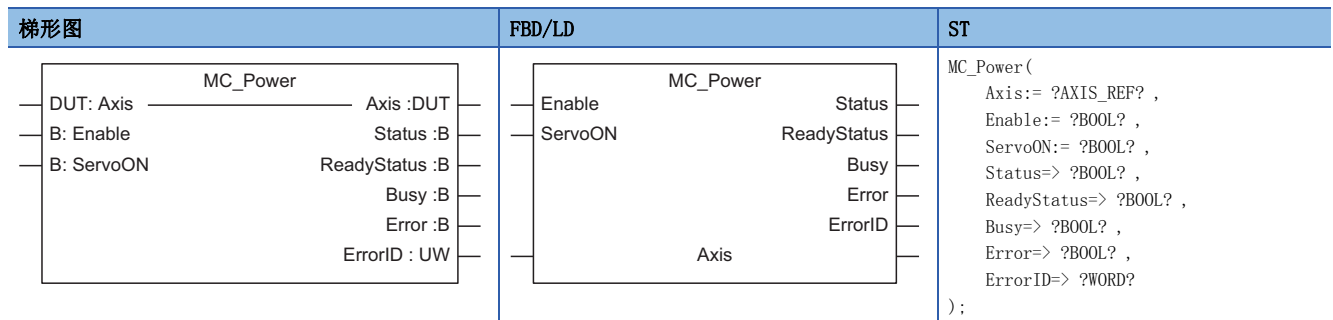 梯形图 FBD/LD ST
MC_Power
DUT: Axis Axis :DUT
B: Enable Status :B
B: ServoON ReadyStatus :B
Busy :B
Error :B
ErrorID : UW
MC_Power
Enable Status
ServoON ReadyStatus
Busy
Error
ErrorID
Axis
MC_Power(
Axis:= ?AXIS_REF? ,
Enable:= ?BOOL? ,
ServoON:= ?BOOL? ,
Status=> ?BOOL? ,
ReadyStatus=> ?BOOL? ,
Busy=> ?BOOL? ,
Error=> ?BOOL? ,
ErrorID=> ?WORD?
);